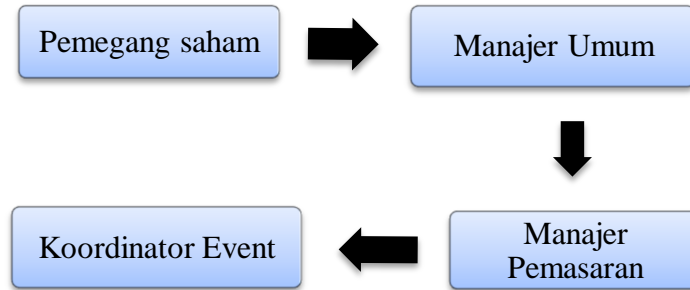 Pemegang saham
Manajer Umum
Koordinator Event
Manajer
Pemasaran